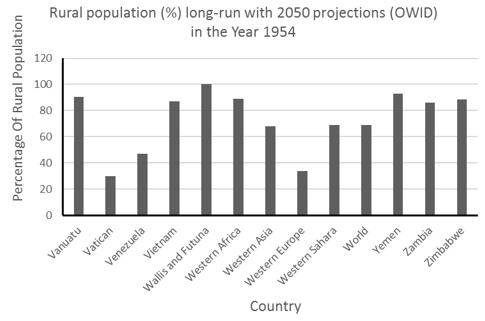 Rural population (%) long-run with 2050 projections (OWID)
in the Year 1954
Percentage Of Rural Population
120
100
80
60
40
20
0
Vanuatu
Vatican
Venezuela
Vietnam
Wallis and Futuna
Western Africa
Western Asia
Western Europe
Western Sahara
World
Yemen
Zambia
Zimbabwe
Country